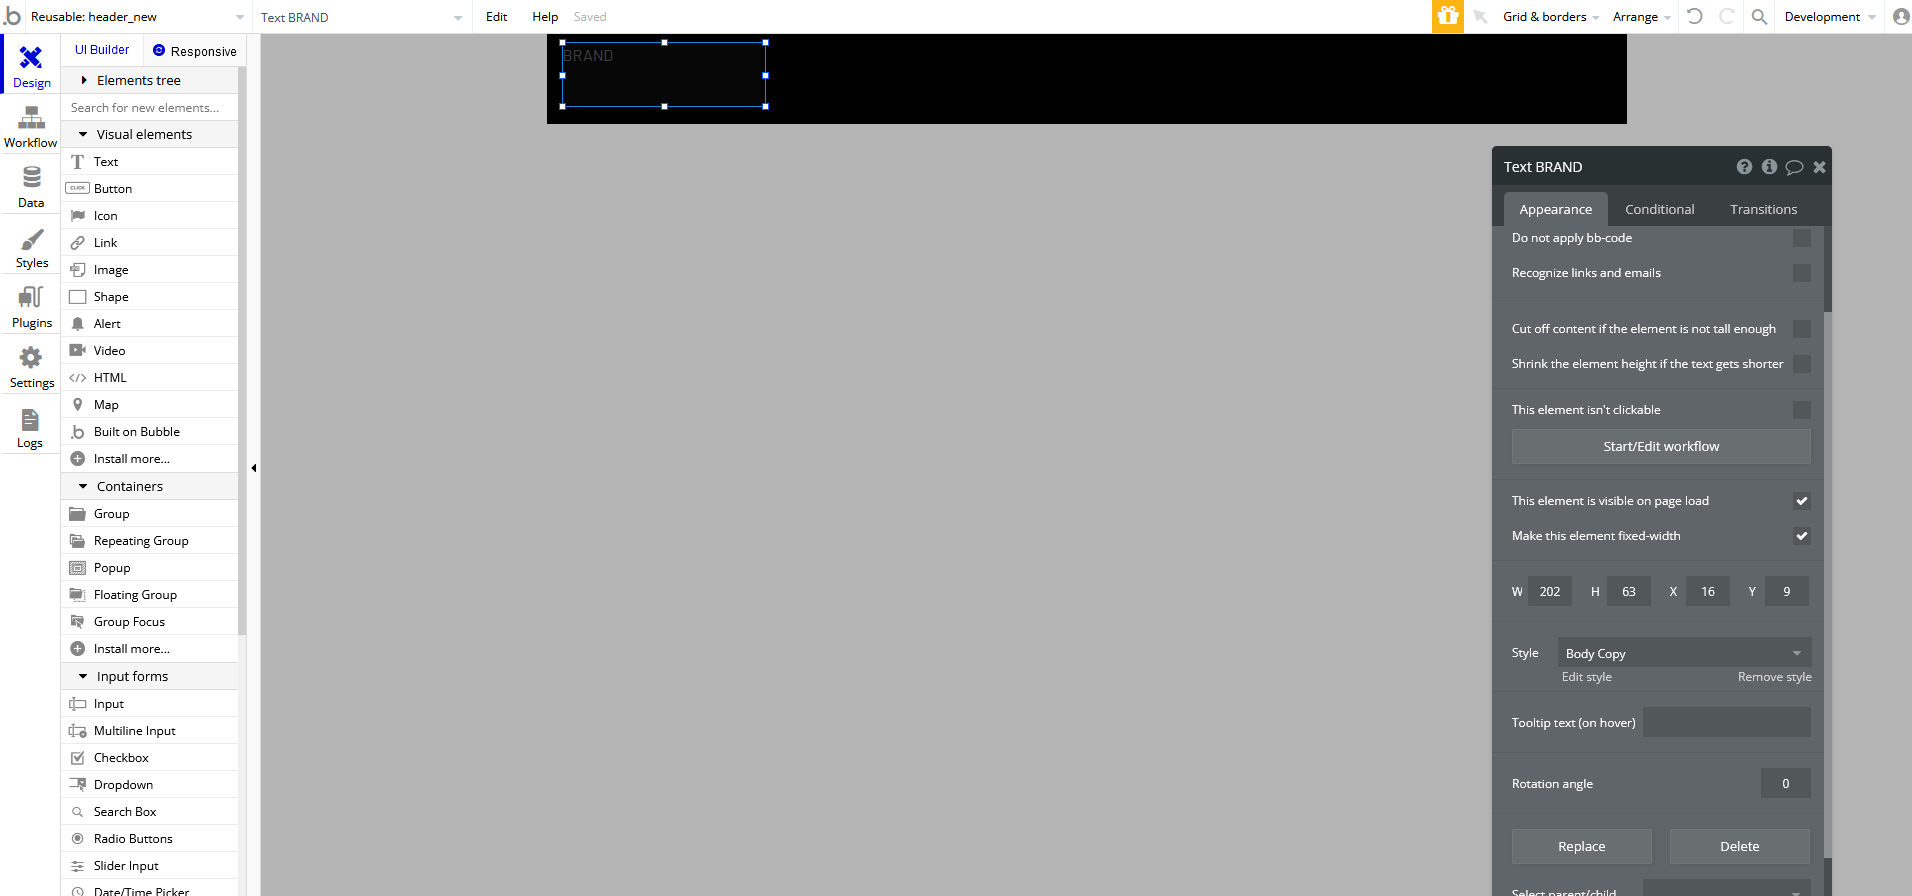 Reusable: header_new
Text BRAND
Edit
Help
Saved
Grid & borders
Arrange
Development
Design
Workflow
Data
Styles
Plugins
Settings
Logs
UI Builder
Responsive
Elements tree
Search for new elements...
Visual elements
Text
CLICK
Button
Icon
Link
Image
Shape
Alert
Video
HTML
Map
Built on Bubble
Install more...
Containers
Group
Repeating Group
Popup
Floating Group
Group Focus
Install more...
Input forms
Input
Multiline Input
Checkbox
Dropdown
Search Box
Radio Buttons
Slider Input
Date/Time Picker
BRAND
Text BRAND
Appearance
Conditional
Transitions
Do not apply bb-code
Recognize links and emails
Cut off content if the element is not tall enough
Shrink the element height if the text gets shorter
This element isn't clickable
Start/Edit workflow
This element is visible on page load
Make this element fixed-width
W 202 H 63 X 16 Y 9
Style Body Copy
Edit style Remove style
Tooltip text (on hover)
Rotation angle 0
Replace Delete
Select parent/child